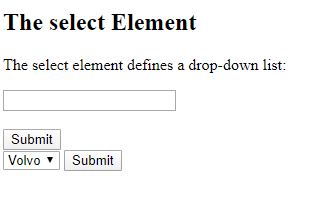 The select Element
The select element defines a drop-down list:
Submit
Volvo Submit